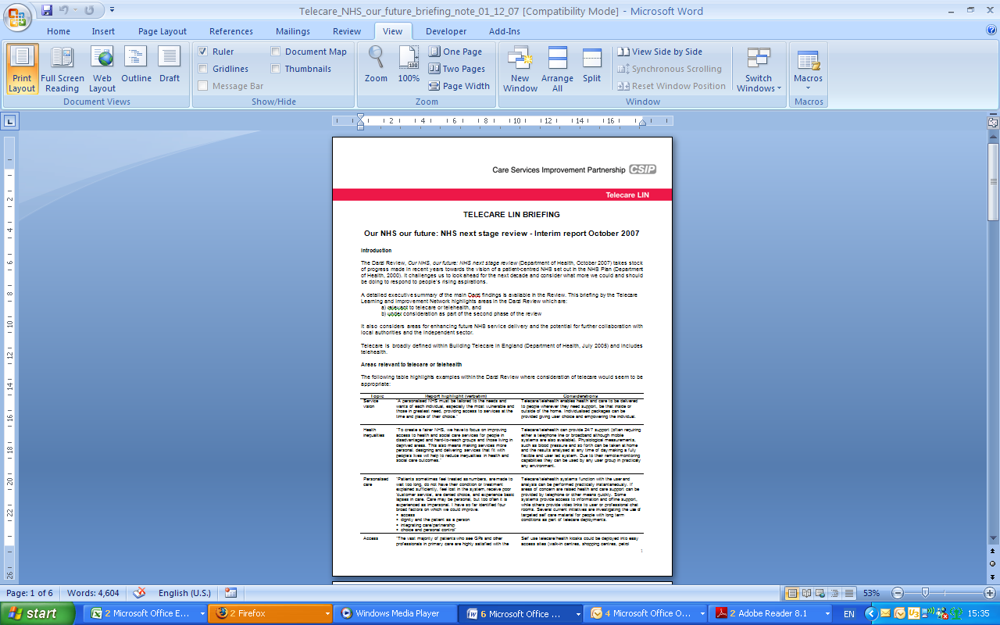 Telecare_NHS_our_future_briefing_note_01_12_07 [Compatibility Mode] - Microsoft Word
Home Insert Page Layout References Mailings Review View Developer Add-Ins
Print Layout
Full Screen Reading
Web Layout
Outline
Draft
Document Views
Ruler
Gridlines
Message Bar
Document Map
Thumbnails
Show/Hide
Zoom
100%
One Page
Two Pages
Page Width
Zoom
New Window
Arrange All
Split
View Side by Side
Synchronous Scrolling
Reset Window Position
Window
Switch Windows
Macros
Macros
2 4 6 8 10 12 14 16
Care Services Improvement Partnership CSIP
Telecare LIN
TELECARE LIN BRIEFING
Our NHS our future: NHS next stage review - Interim report October 2007
Introduction
The Darzi Review, Our NHS, our future: NHS next stage review (Department of Health, October 2007) takes stock
of progress made in recent years towards the vision of a patient-centred NHS set out in the NHS Plan (Department
of Health, 2000). It challenges us to look ahead for the next decade and consider what more we could and should
be doing to respond to people's rising aspirations.
A detailed executive summary of the main Darzi findings is available in the Review. This briefing by the Telecare
Learning and Improvement Network highlights areas in the Darzi Review which are:
a) relevant to telecare or telehealth, and
b) under consideration as part of the second phase of the review
It also considers areas for enhancing future NHS service delivery and the potential for further collaboration with
local authorities and the independent sector.
Telecare is broadly defined within Building Telecare in England (Department of Health, July 2005) and includes
telehealth.
Areas relevant to telecare or telehealth
The following table highlights examples within the Darzi Review where consideration of telecare would seem to be
appropriate:
Topic Report highlight (verbatim) Considerations
Service vision
"A personalised NHS must be tailored to the needs and
wants of each individual, especially the most vulnerable and
those in greatest need, providing access to services at the
time and place of their choice."
Telecare/telehealth enables health and care to be delivered
to people wherever they need support, be that inside or
outside of the home. Individualised packages can be
provided giving user choice and empowering the individual.
Health inequalities
"To create a fairer NHS, we have to focus on improving
access to health and social care services for people in
disadvantaged and hard-to-reach groups and those living in
deprived areas. This also means making services more
personal, designing and delivering services that fit with
people's lives will help to reduce inequalities in health and
social care outcomes."
Telecare/telehealth can provide 24/7 support (often requiring
either a telephone line or broadband although mobile
systems are also available). Physiological measurements,
such as blood pressure and so forth can be taken at home
and the results analysed at any time of day making a fully
flexible and user led system. Due to their remote monitoring
capabilities they can be used by any user group in practically
any environment.
Personalised care
"Patients sometimes feel treated as numbers, are made to
wait too long, do not have their condition or treatment
explained sufficiently, feel lost in the system, receive poor
'customer service', are denied choice, and experience basic
lapses in care. Care may be personal, but too often it is
experienced as impersonal. I have so far identified four
broad factors on which we could improve.
• access
• dignity and the patient as a person
• integrating care/partnership
• choice and personal control"
Telecare/telehealth systems function with the user and
analysis can be performed practically instantaneously. If
areas of concern are raised health and care support can be
provided by telephone or other means quickly. Some
systems provide access to information and offline support,
while others provide video links to user or professional chat
rooms. Several current initiatives are investigating the use of
targeted self care material for people with long term
conditions as part of telecare deployments.
Access
"The vast majority of patients who see GPs and other
professionals in primary care are highly satisfied with the
Self use telecare/health kiosks could be deployed into easy
access sites (walk-in centres, shopping centres, petrol
1
Page: 1 of 6 Words: 4,604 English (U.S.) 53%
start 2 Microsoft Office E... 2 Firefox Windows Media Player 6 Microsoft Office ... 4 Microsoft Office O... 2 Adobe Reader 8.1 EN 15:35